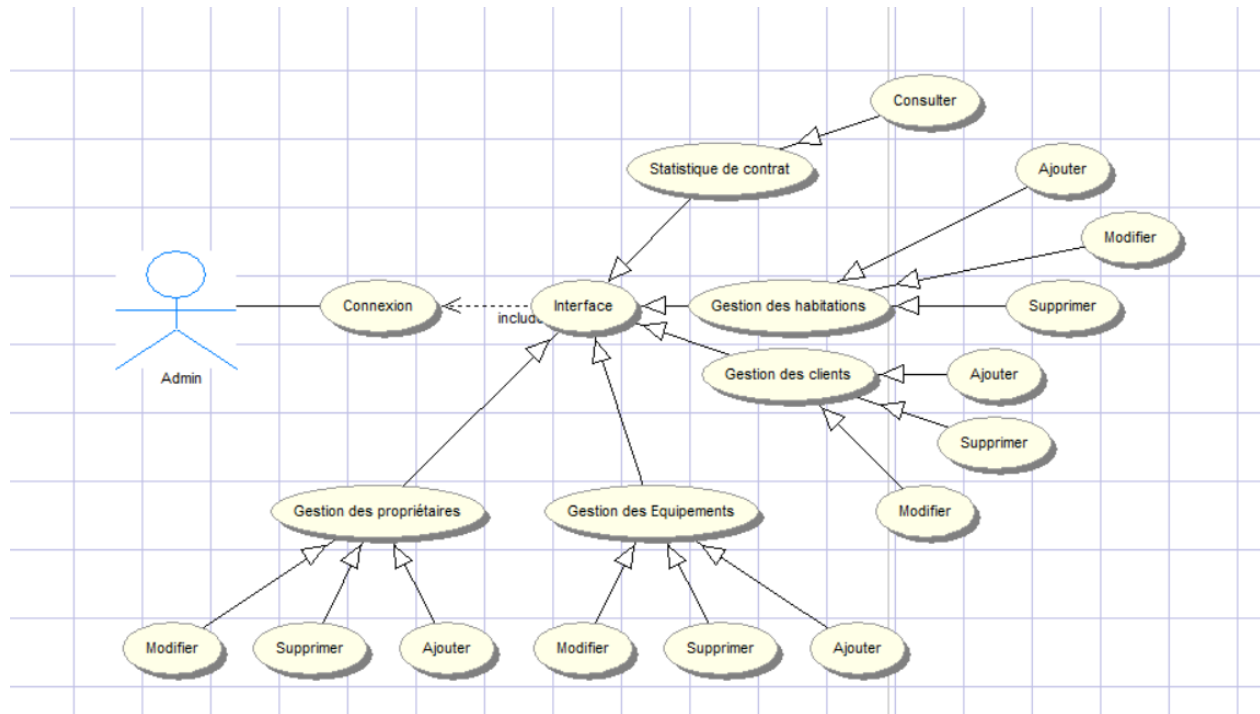 Consulter
Statistique de contrat
Ajouter
Modifier
Connexion
include
Interface
Gestion des habitations
Supprimer
Admin
Gestion des clients
Ajouter
Supprimer
Gestion des propriétaires
Gestion des Equipements
Modifier
Modifier
Supprimer
Ajouter
Modifier
Supprimer
Ajouter